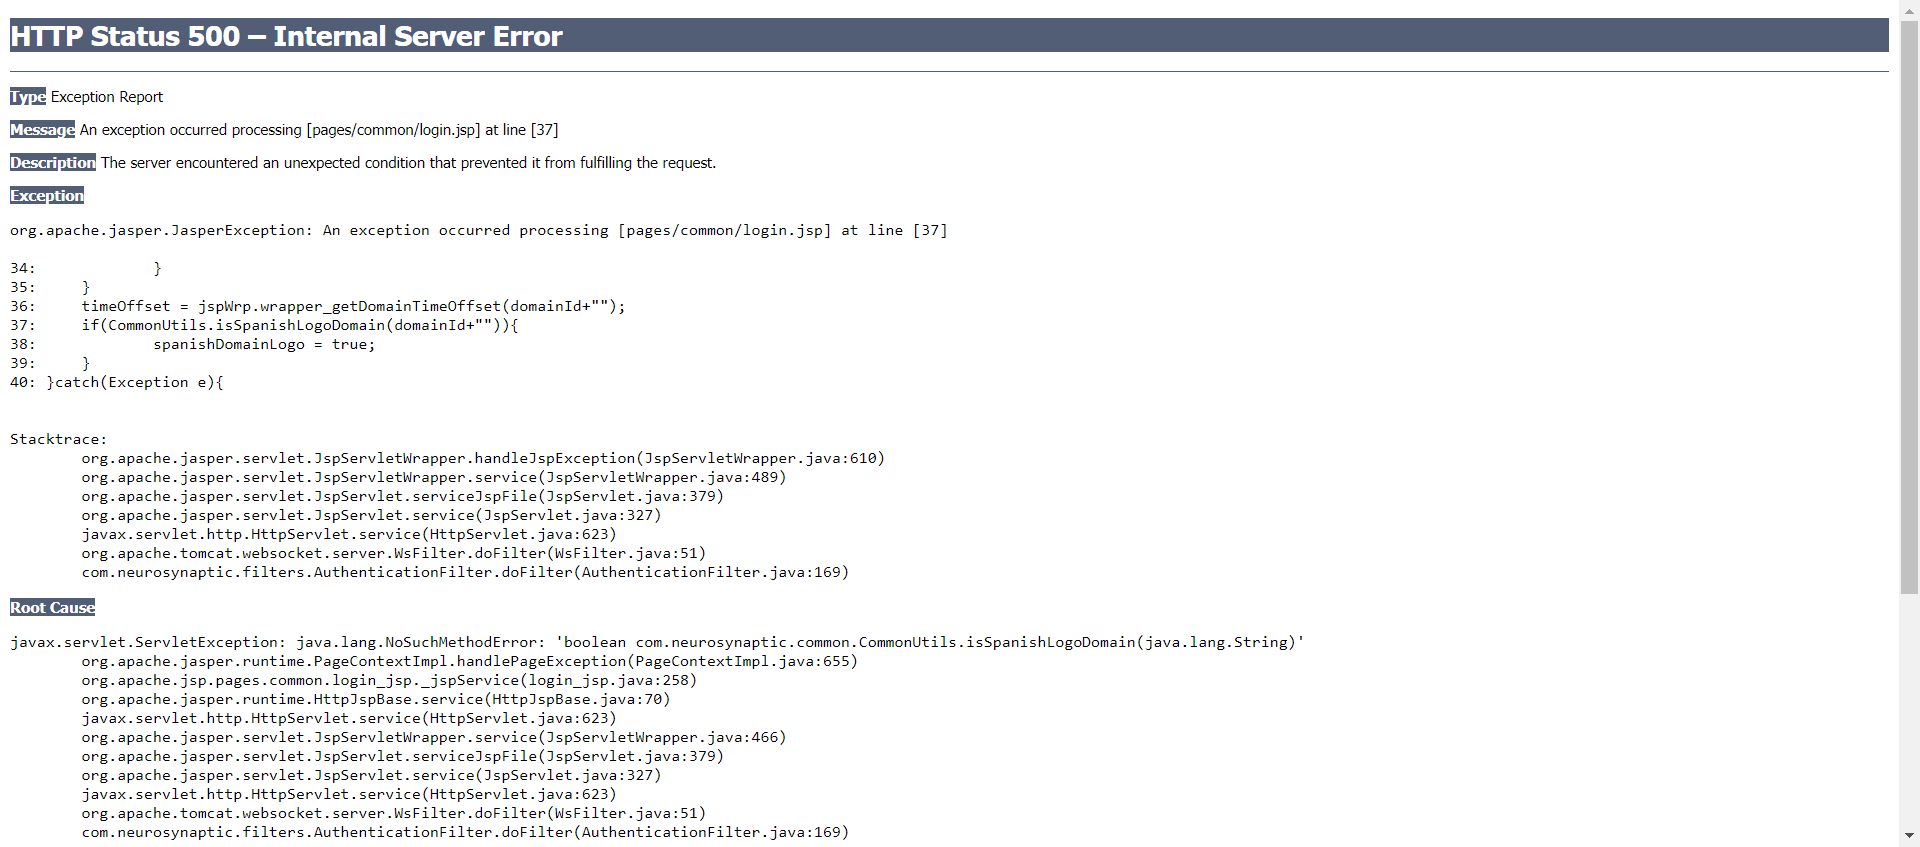 HTTP Status 500 – Internal Server Error
Type Exception Report
Message An exception occurred processing [pages/common/login.jsp] at line [37]
Description The server encountered an unexpected condition that prevented it from fulfilling the request.
Exception
org.apache.jasper.JasperException: An exception occurred processing [pages/common/login.jsp] at line [37]
34: 		}
35: 	}
36: 	timeOffset = jspWrp.wrapper_getDomainTimeOffset(domainId+"");
37: 	if(CommonUtils.isSpanishLogoDomain(domainId+"")){
38: 		spanishDomainLogo = true;
39: 	}
40: }catch(Exception e){
Stacktrace:
	org.apache.jasper.servlet.JspServletWrapper.handleJspException(JspServletWrapper.java:610)
	org.apache.jasper.servlet.JspServletWrapper.service(JspServletWrapper.java:489)
	org.apache.jasper.servlet.JspServlet.serviceJspFile(JspServlet.java:379)
	org.apache.jasper.servlet.JspServlet.service(JspServlet.java:327)
	javax.servlet.http.HttpServlet.service(HttpServlet.java:623)
	org.apache.tomcat.websocket.server.WsFilter.doFilter(WsFilter.java:51)
	com.neurosynaptic.filters.AuthenticationFilter.doFilter(AuthenticationFilter.java:169)
Root Cause
javax.servlet.ServletException: java.lang.NoSuchMethodError: 'boolean com.neurosynaptic.common.CommonUtils.isSpanishLogoDomain(java.lang.String)'
	org.apache.jasper.runtime.PageContextImpl.handlePageException(PageContextImpl.java:655)
	org.apache.jsp.pages.common.login_jsp._jspService(login_jsp.java:258)
	org.apache.jasper.runtime.HttpJspBase.service(HttpJspBase.java:70)
	javax.servlet.http.HttpServlet.service(HttpServlet.java:623)
	org.apache.jasper.servlet.JspServletWrapper.service(JspServletWrapper.java:466)
	org.apache.jasper.servlet.JspServlet.serviceJspFile(JspServlet.java:379)
	org.apache.jasper.servlet.JspServlet.service(JspServlet.java:327)
	javax.servlet.http.HttpServlet.service(HttpServlet.java:623)
	org.apache.tomcat.websocket.server.WsFilter.doFilter(WsFilter.java:51)
	com.neurosynaptic.filters.AuthenticationFilter.doFilter(AuthenticationFilter.java:169)